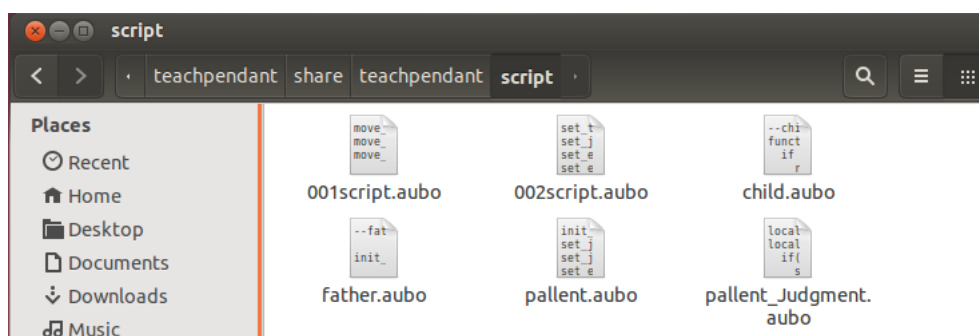 script
teachpendant share teachpendant script
Places
Recent
Home
Desktop
Documents
Downloads
Music
move_
move_
move_
001script.aubo
set_t
set_j
set_e
set e
002script.aubo
--chi
funct
if
r
child.aubo
--fat
init_
father.aubo
init_
set_j
set_j
set e
pallent.aubo
local
local
if(
s
pallent_Judgment.
aubo